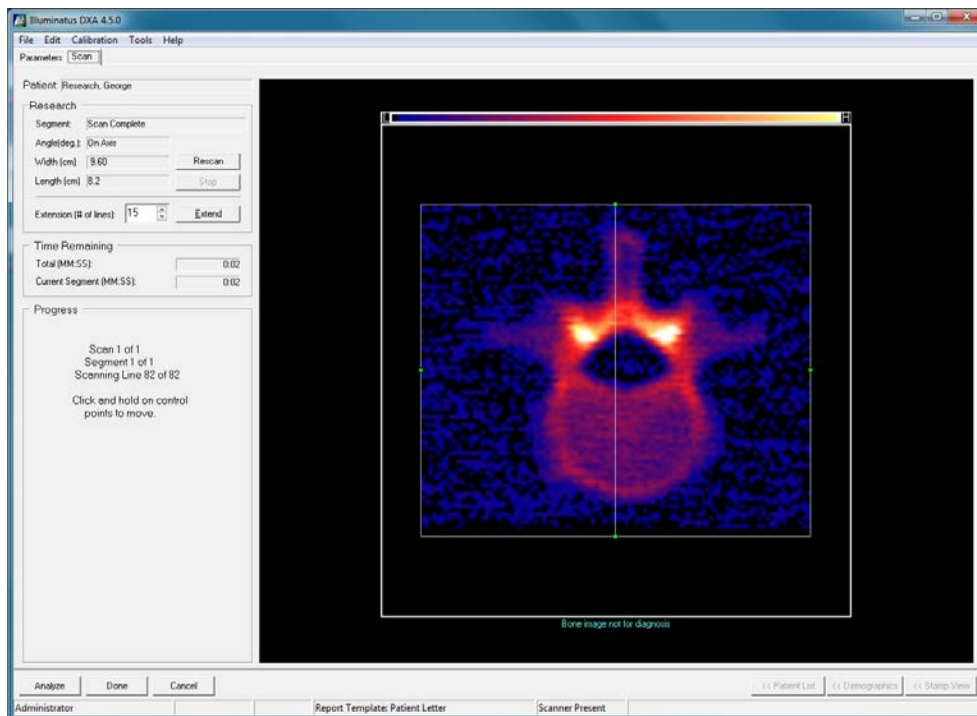 Illuminatus DXA 4.5.0
File Edit Calibration Tools Help
Parameters Scan
Patient: Research, George
Research
Segment: Scan Complete
Angle(deg.): On Axis
Width (cm) 9.60 Rescan
Length (cm) 8.2 Stop
Extension (# of lines): 15 Extend
Time Remaining
Total (MM:SS): 0:02
Current Segment (MM:SS): 0:02
Progress
Scan 1 of 1
Segment 1 of 1
Scanning Line 82 of 82
Click and hold on control
points to move.
L H
Bone image not for diagnosis
Analyze Done Cancel << Patient List << Demographics << Stamp View
Administrator Report Template: Patient Letter Scanner Present